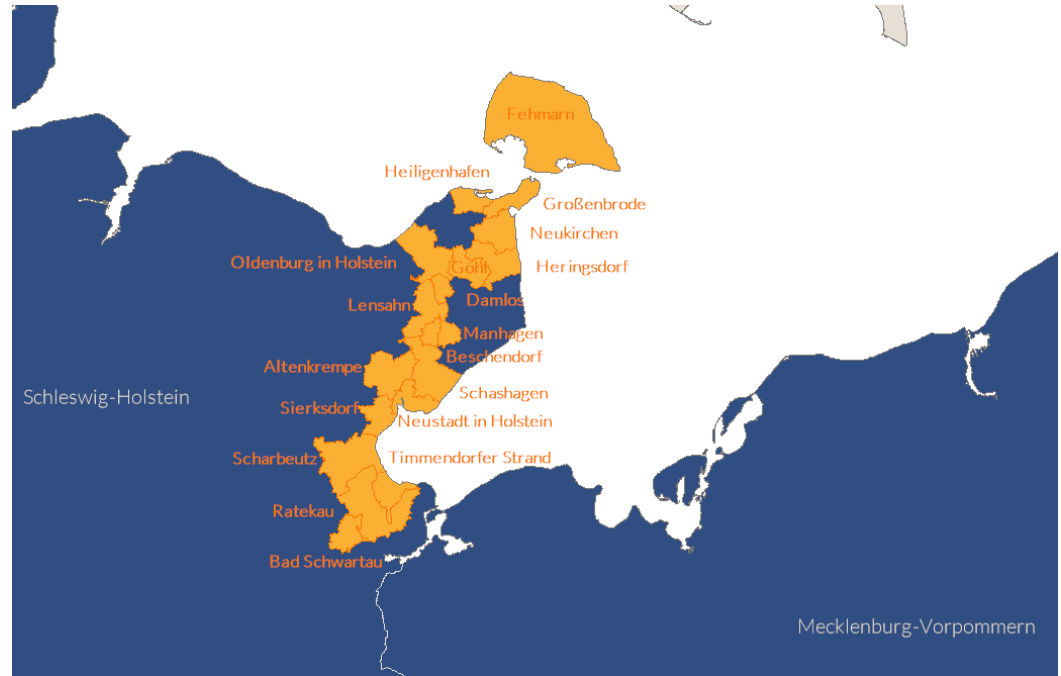 Fehmarn
Heiligenhafen
Großenbrode
Neukirchen
Oldenburg in Holstein
Gohl
Heringsdorf
Lensahn
Damlos
Manhagen
Beschendorf
Altenkrempe
Schashagen
Schleswig-Holstein
Sierksdorf
Neustadt in Holstein
Scharbeutz
Timmendorfer Strand
Ratekau
Bad Schwartau
Mecklenburg-Vorpommern